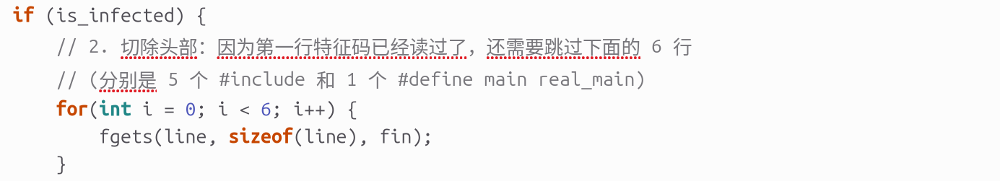 if (is_infected) {
    // 2. 切除头部：因为第一行特征码已经读过了，还需要跳过下面的 6 行
    // (分别是 5 个 #include 和 1 个 #define main real_main)
    for(int i = 0; i < 6; i++) {
        fgets(line, sizeof(line), fin);
    }